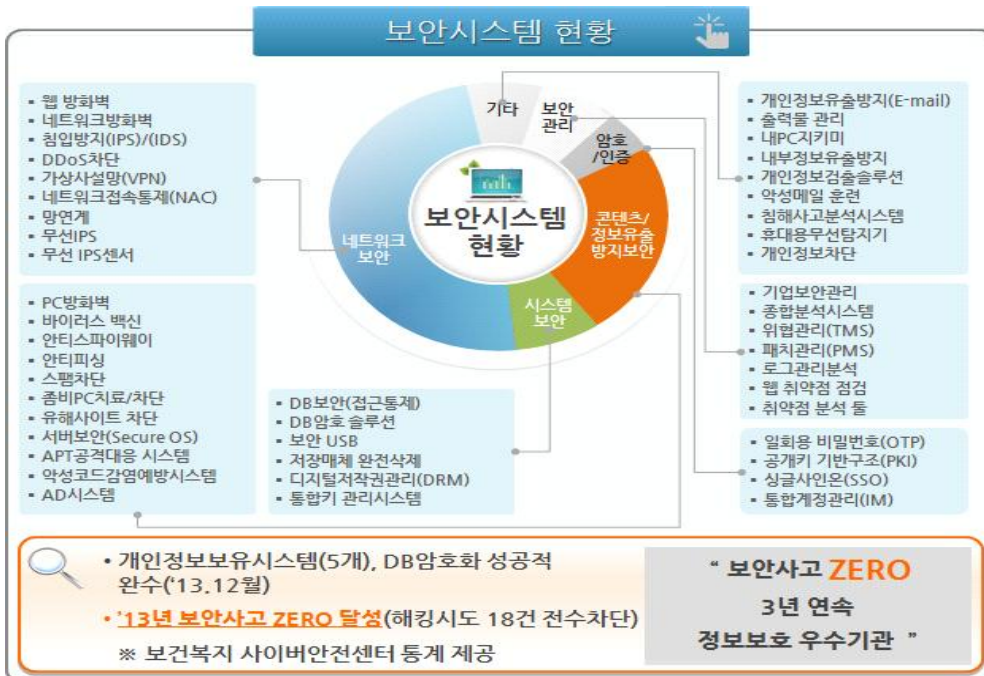 보안시스템 현황
웹 방화벽
네트워크방화벽
침입방지(IPS)/(IDS)
DDoS차단
가상사설망(VPN)
네트워크접속통제(NAC)
망연계
무선IPS
무선 IPS센서
PC방화벽
바이러스 백신
안티스파이웨어
안티피싱
스팸차단
좀비PC치료/차단
유해사이트 차단
서버보안(Secure OS)
APT공격대응 시스템
악성코드감염예방시스템
AD시스템
기타
보안
관리
암호
/인증
콘텐츠/
정보유출
방지보안
시스템
보안
네트워크
보안
보안시스템
현황
DB보안(접근통제)
DB암호 솔루션
보안 USB
저장매체 완전삭제
디지털저작권관리(DRM)
통합키 관리시스템
개인정보유출방지(E-mail)
출력물 관리
내PC지키미
내부정보유출방지
개인정보검출솔루션
악성메일 훈련
침해사고분석시스템
휴대용무선탐지기
개인정보차단
기업보안관리
종합분석시스템
위협관리(TMS)
패치관리(PMS)
로그관리분석
웹 취약점 점검
취약점 분석 툴
일회용 비밀번호(OTP)
공개키 기반구조(PKI)
싱글사인온(SSO)
통합계정관리(IM)
• 개인정보보유시스템(5개), DB암호화 성공적
완수('13.12월)
• '13년 보안사고 ZERO 달성(해킹시도 18건 전수차단)
※ 보건복지 사이버안전센터 통계 제공
" 보안사고 ZERO
3년 연속
정보보호 우수기관 "